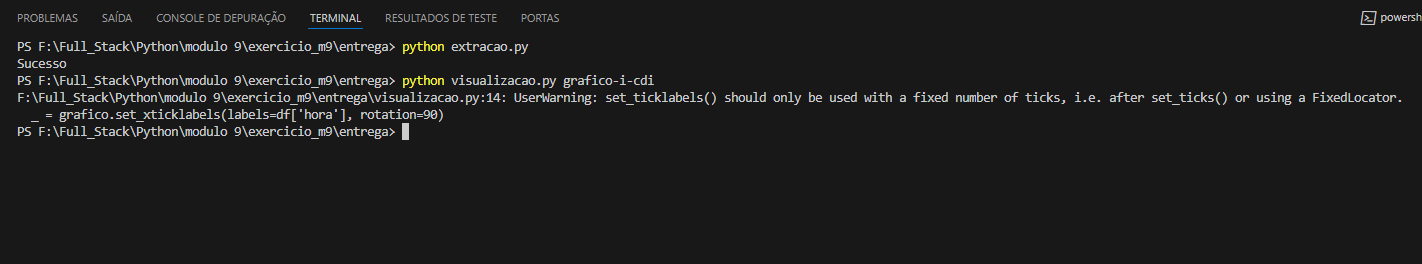 PROBLEMAS SAÍDA CONSOLE DE DEPURAÇÃO TERMINAL RESULTADOS DE TESTE PORTAS powersh
PS F:\Full_Stack\Python\modulo 9\exercicio_m9\entrega> python extracao.py
Sucesso
PS F:\Full_Stack\Python\modulo 9\exercicio_m9\entrega> python visualizacao.py grafico-i-cdi
F:\Full_Stack\Python\modulo 9\exercicio_m9\entrega\visualizacao.py:14: UserWarning: set_ticklabels() should only be used with a fixed number of ticks, i.e. after set_ticks() or using a FixedLocator.
  _ = grafico.set_xticklabels(labels=df['hora'], rotation=90)
PS F:\Full_Stack\Python\modulo 9\exercicio_m9\entrega>